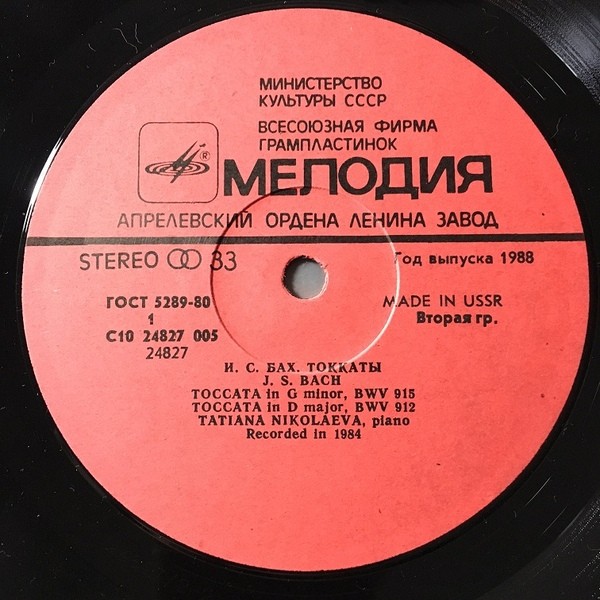 МИНИСТЕРСТВО
КУЛЬТУРЫ СССР
ВСЕСОЮЗНАЯ ФИРМА
ГРАМПЛАСТИНОК
®
МЕЛОДИЯ
АПРЕЛЕВСКИЙ ОРДЕНА ЛЕНИНА ЗАВОД
STEREO 33
Год выпуска 1988
ГОСТ 5289-80
1
С10 24827 005
24827
MADE IN USSR
Вторая гр.
И. С. БАХ. ТОККАТЫ
J. S. BACH
TOCCATA in G minor, BWV 915
TOCCATA in D major, BWV 912
TATIANA NIKOLAEVA, piano
Recorded in 1984